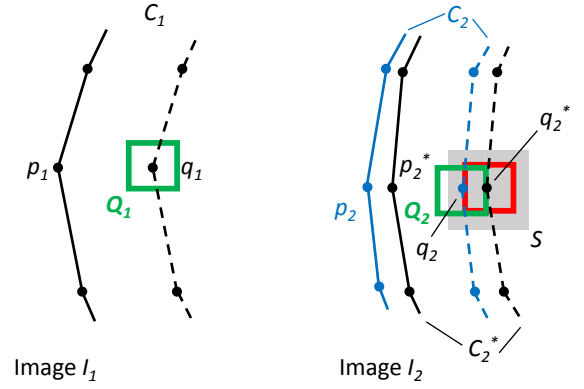 C₁
p₁
q₁
Q₁
Image I₁
C₂
q₂*
p₂*
p₂
Q₂
q₂
S
C₂*
Image I₂